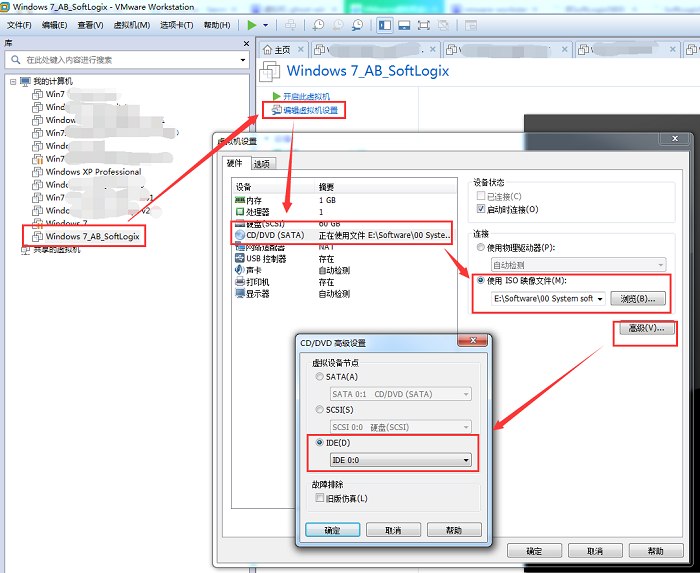 Windows 7_AB_SoftLogix - VMware Workstation
文件(F) 编辑(E) 查看(V) 虚拟机(M) 选项卡(T) 帮助(H)
库
在此处键入内容进行搜索
我的计算机
Win7
Win7
Windov
Win7
Win7
Windows XP Professional
Window
Window
Window v1
v2
Windows 7
Windows 7_AB_SoftLogix
共享的虚拟机
主页
Windows 7_AB_SoftLogix
开启此虚拟机
编辑虚拟机设置
虚拟机设置
硬件 选项
设备 摘要
内存 1 GB
处理器 1
硬盘(SCSI) 60 GB
CD/DVD (SATA) 正在使用文件 E:\Software\00 System...
网络适配器 NAT
USB 控制器 存在
声卡 自动检测
打印机 存在
显示器 自动检测
设备状态
已连接(C)
启动时连接(O)
连接
使用物理驱动器(P):
自动检测
使用 ISO 映像文件(M):
E:\Software\00 System soft
浏览(B)...
高级(V)...
CD/DVD 高级设置
虚拟设备节点
SATA(A)
SATA 0:1 CD/DVD (SATA)
SCSI(S)
SCSI 0:0 硬盘(SCSI)
IDE(D)
IDE 0:0
故障排除
旧版仿真(L)
确定 取消 帮助
确定 取消 帮助